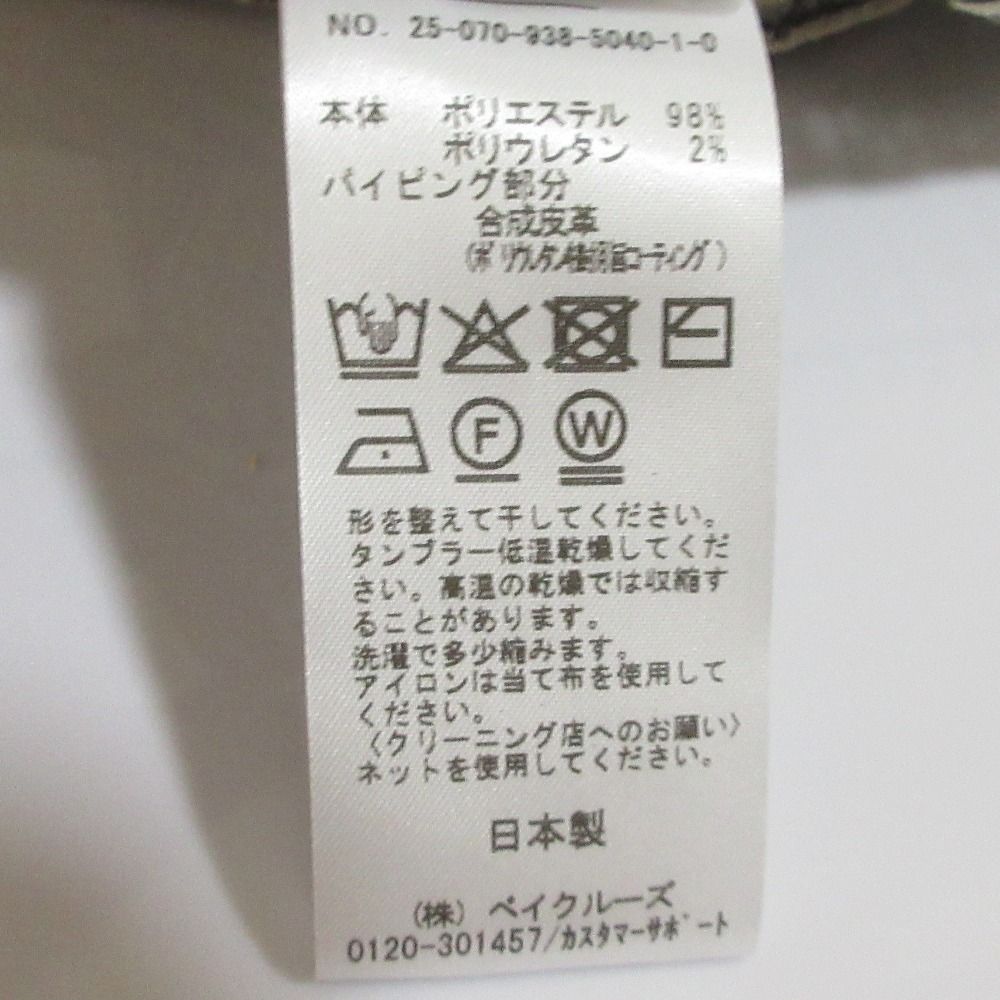 NO. 25-070-938-5040-1-0
本体 ポリエステル 98%
ポリウレタン 2%
パイピング部分
合成皮革
(ポリウレタン樹脂コーティング)
F W
形を整えて干してください。
タンブラー低温乾燥してくだ
さい。高温の乾燥では収縮す
ることがあります。
洗濯で多少縮みます。
アイロンは当て布を使用して
ください。
〈クリーニング店へのお願い〉
ネットを使用してください。
日本製
(株) ベイクルーズ
0120-301457/カスタマーサポート